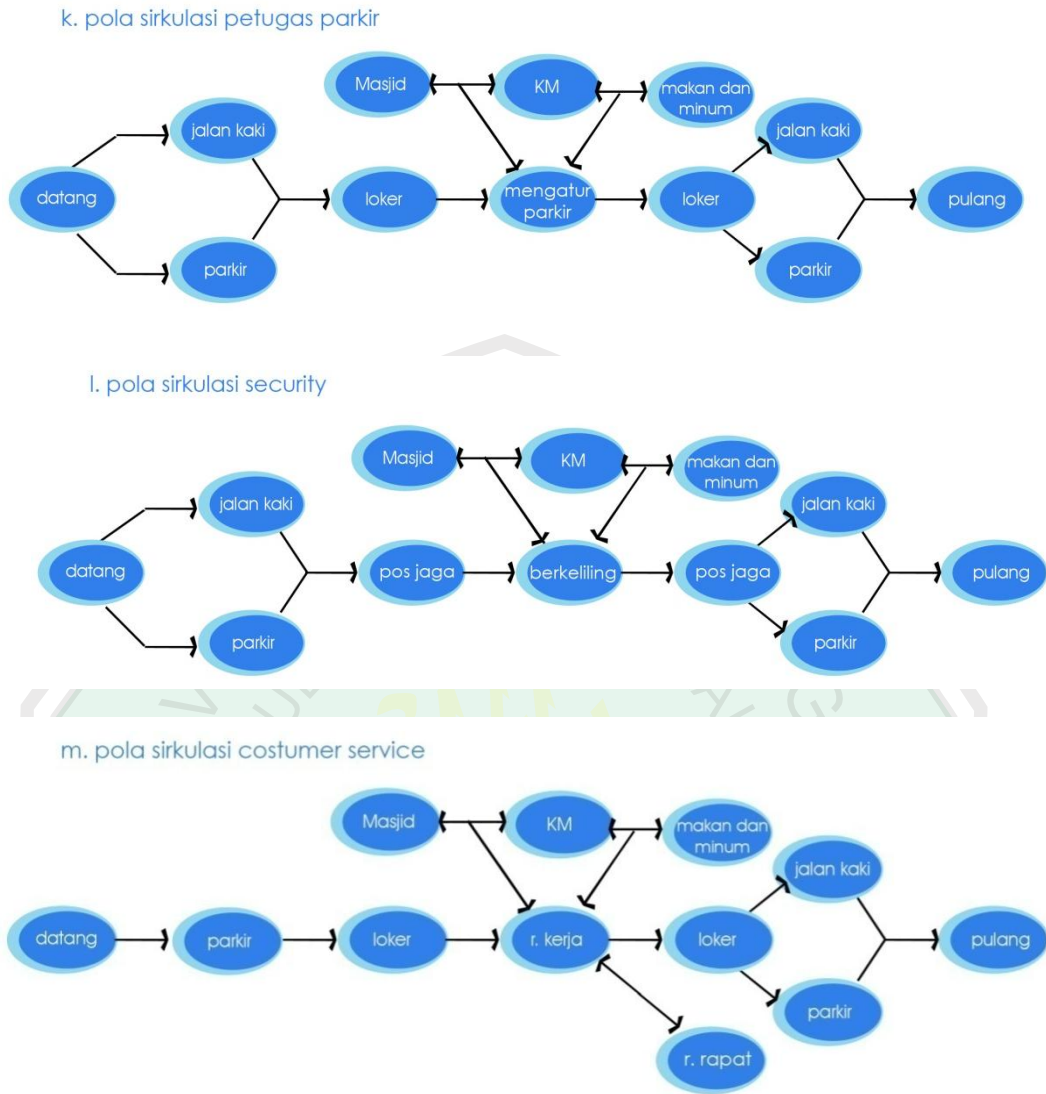 k. pola sirkulasi petugas parkir
Masjid
KM
makan dan
minum
jalan kaki
jalan kaki
datang
loker
mengatur
parkir
loker
pulang
parkir
parkir
l. pola sirkulasi security
Masjid
KM
makan dan
minum
jalan kaki
jalan kaki
datang
pos jaga
berkeliling
pos jaga
pulang
parkir
parkir
m. pola sirkulasi costumer service
Masjid
KM
makan dan
minum
jalan kaki
datang
parkir
loker
r. kerja
loker
pulang
parkir
r. rapat